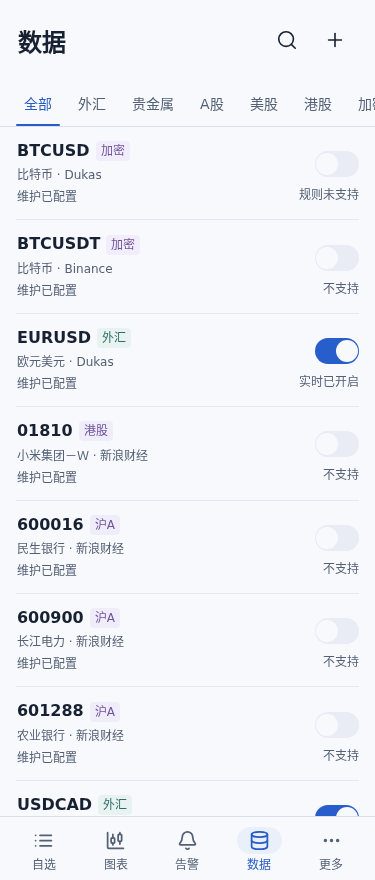 数据
全部 外汇 贵金属 A股 美股 港股
BTCUSD 加密
比特币 · Dukas
维护已配置
规则未支持
BTCUSDT 加密
比特币 · Binance
维护已配置
不支持
EURUSD 外汇
欧元美元 · Dukas
维护已配置
实时已开启
01810 港股
小米集团－W · 新浪财经
维护已配置
不支持
600016 沪A
民生银行 · 新浪财经
维护已配置
不支持
600900 沪A
长江电力 · 新浪财经
维护已配置
不支持
601288 沪A
农业银行 · 新浪财经
维护已配置
不支持
USDCAD 外汇
自选 图表 告警 数据 更多